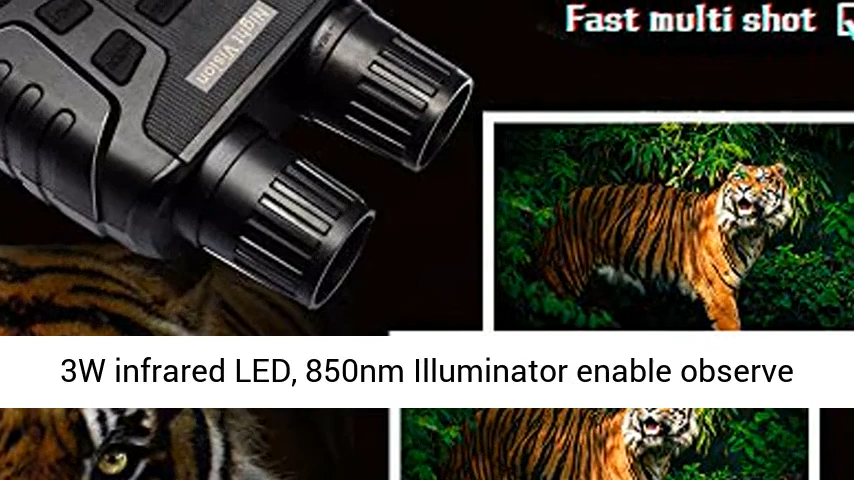 Fast multi shot
Night Vision
3W infrared LED, 850nm Illuminator enable observe